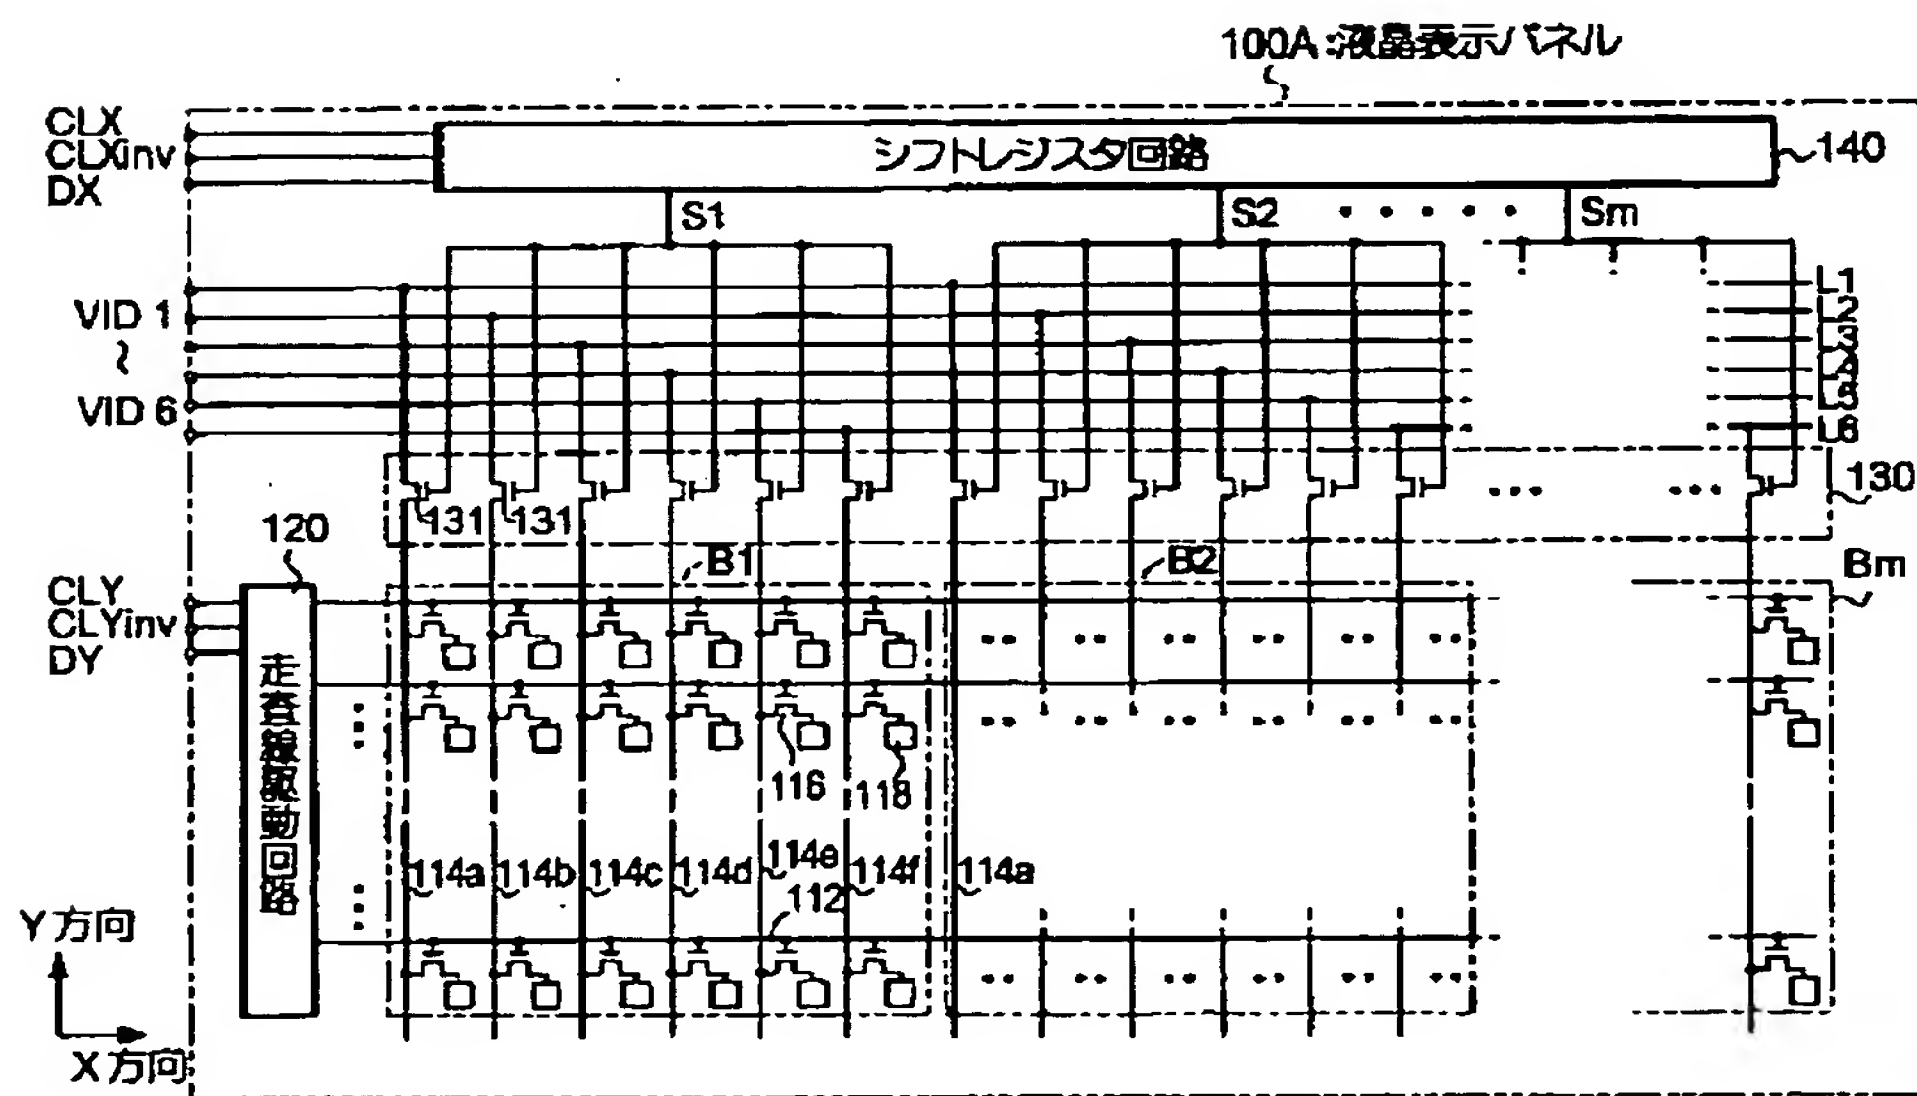 100A:液晶表示パネル
CLX
CLXinv
DX
シフトレジスタ回路
140
S1
S2
Sm
VID 1
~
VID 6
L1
L2
L3
L4
L5
L6
130
131
131
120
B1
B2
Bm
CLY
CLYinv
DY
走査線駆動回路
116
118
114a
114b
114c
114d
114e
114f
114a
112
Y 方向
X 方向